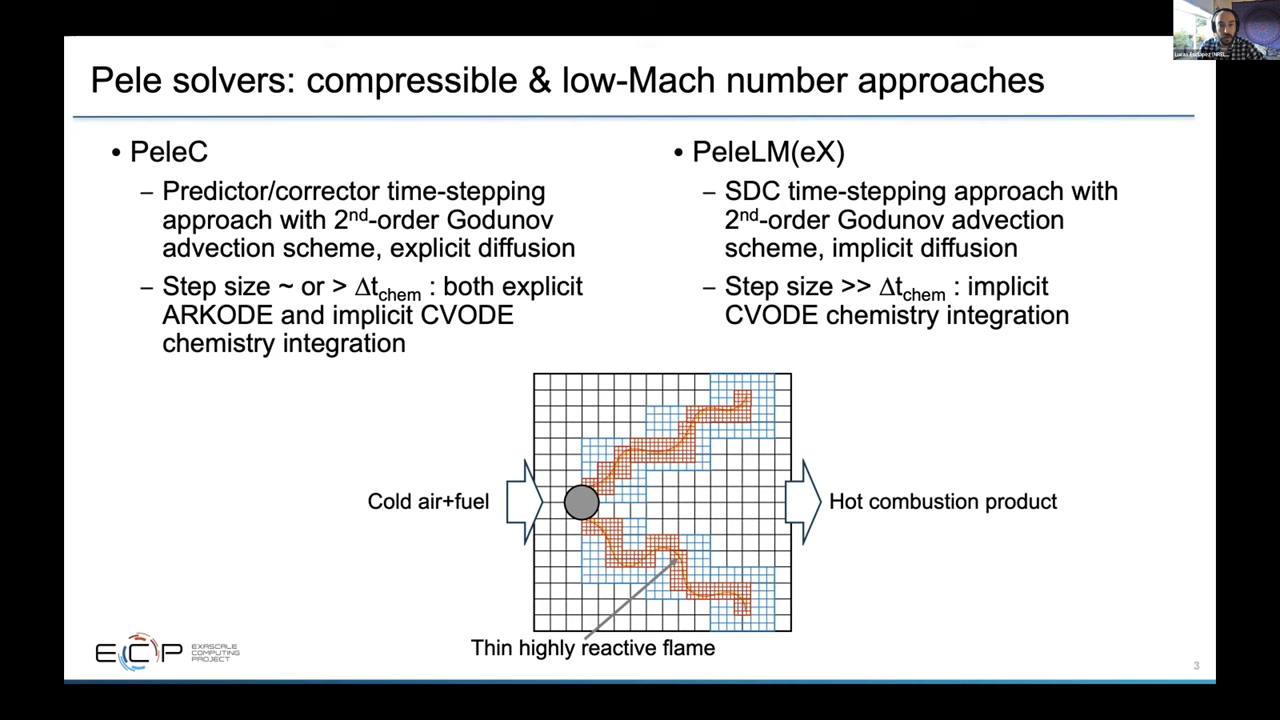 Pele solvers: compressible & low-Mach number approaches
• PeleC
– Predictor/corrector time-stepping
approach with 2nd-order Godunov
advection scheme, explicit diffusion
– Step size ~ or > Δtchem : both explicit
ARKODE and implicit CVODE
chemistry integration
• PeleLM(eX)
– SDC time-stepping approach with
2nd-order Godunov advection
scheme, implicit diffusion
– Step size >> Δtchem : implicit
CVODE chemistry integration
Cold air+fuel
Hot combustion product
Thin highly reactive flame
ECP
EXASCALE
COMPUTING
PROJECT
3